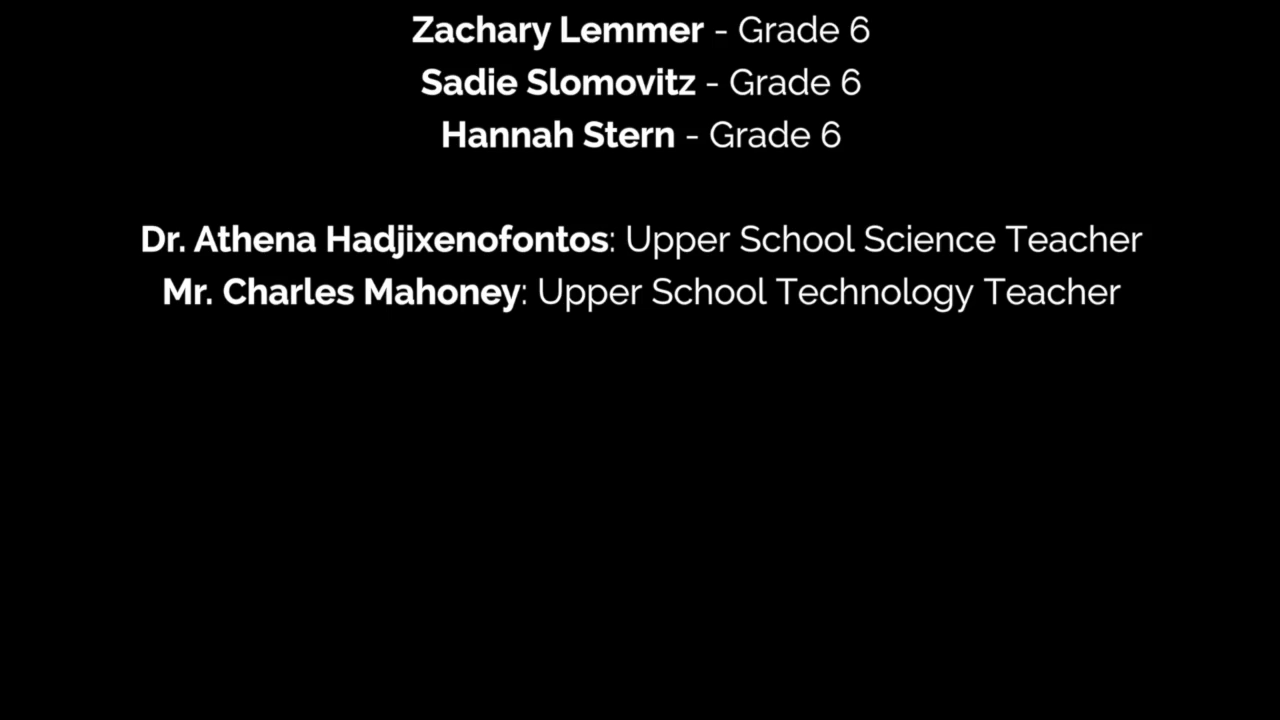 Zachary Lemmer - Grade 6
Sadie Slomovitz - Grade 6
Hannah Stern - Grade 6
Dr. Athena Hadjixenofontos: Upper School Science Teacher
Mr. Charles Mahoney: Upper School Technology Teacher